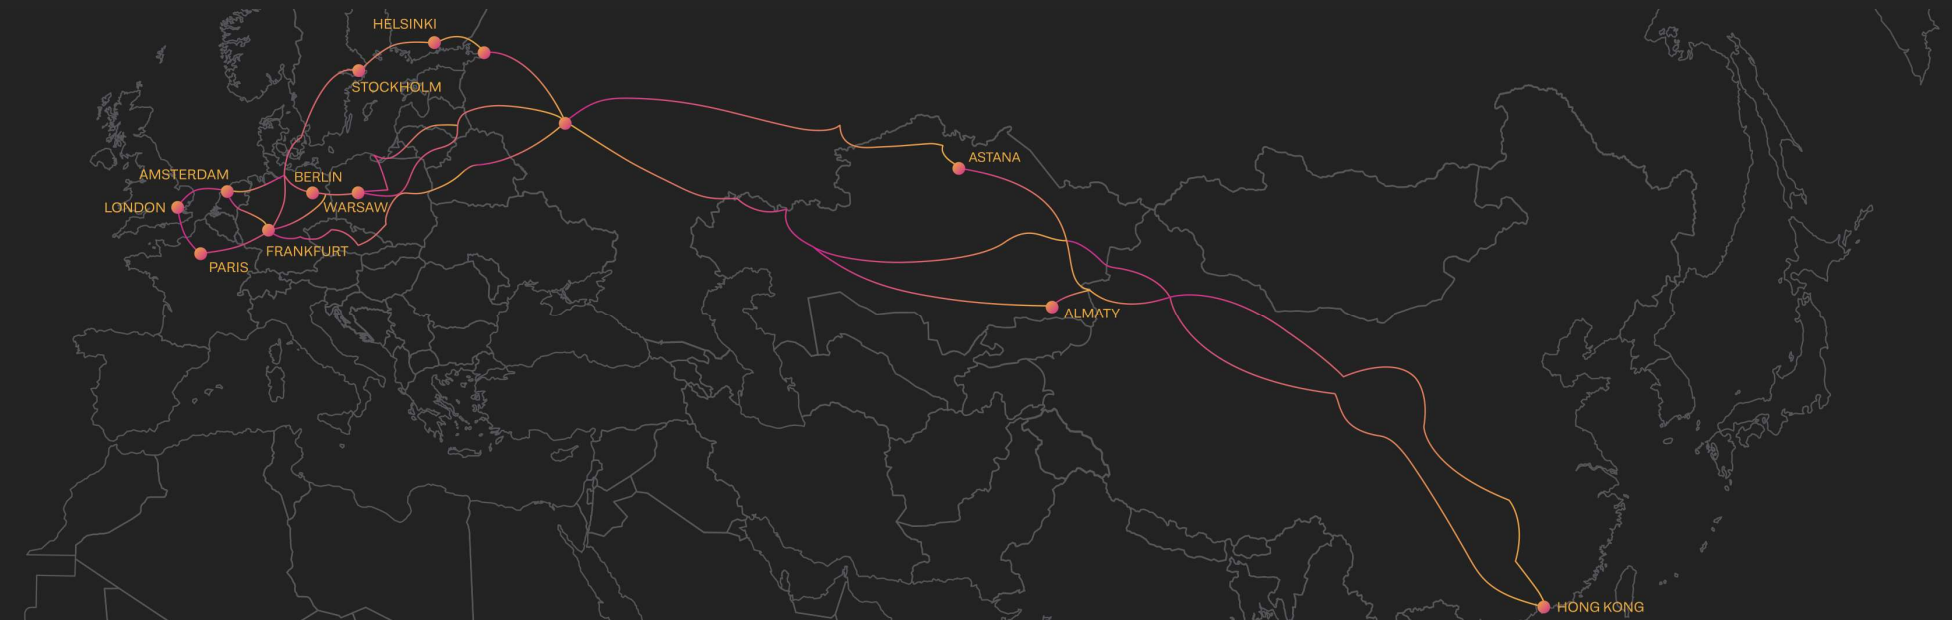 HELSINKI
STOCKHOLM
ASTANA
AMSTERDAM
BERLIN
LONDON
WARSAW
FRANKFURT
PARIS
ALMATY
HONG KONG